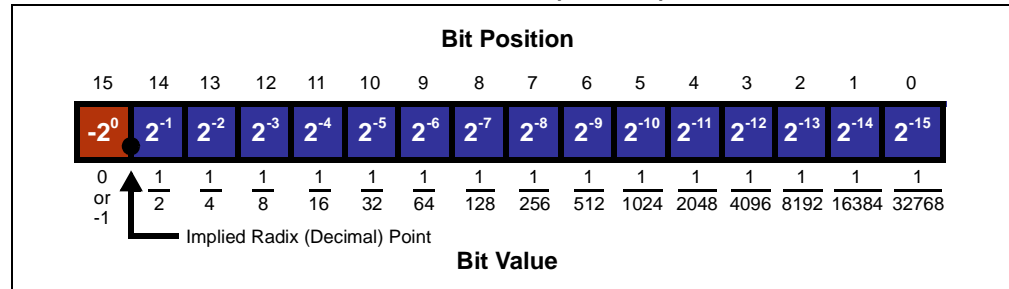 Bit Position
15 14 13 12 11 10 9 8 7 6 5 4 3 2 1 0
-2⁰ 2⁻¹ 2⁻² 2⁻³ 2⁻⁴ 2⁻⁵ 2⁻⁶ 2⁻⁷ 2⁻⁸ 2⁻⁹ 2⁻¹⁰ 2⁻¹¹ 2⁻¹² 2⁻¹³ 2⁻¹⁴ 2⁻¹⁵
0 1 1 1 1 1 1 1 1 1 1 1 1 1 1 1
or 2 4 8 16 32 64 128 256 512 1024 2048 4096 8192 16384 32768
-1
Implied Radix (Decimal) Point
Bit Value